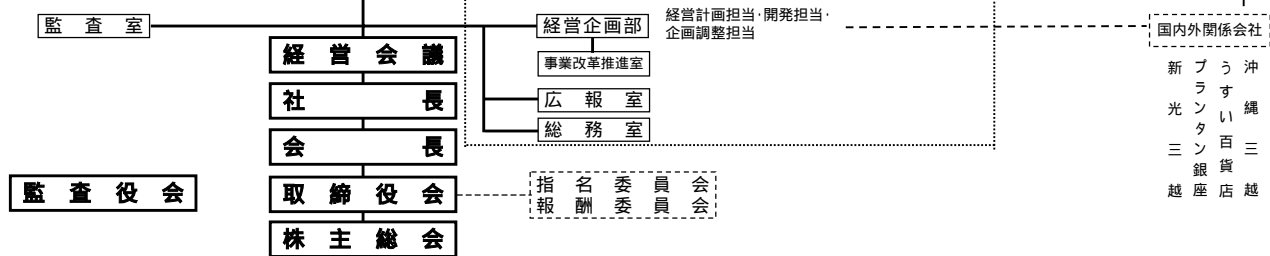 監査室
経営企画部
経営計画担当・開発担当・
企画調整担当
国内外関係会社
経営会議
事業改革推進室
社長
広報室
総務室
会長
監査役会
取締役会
指名委員会
報酬委員会
株主総会
沖縄三越
うすい百貨店
プランタン銀座
新光三越